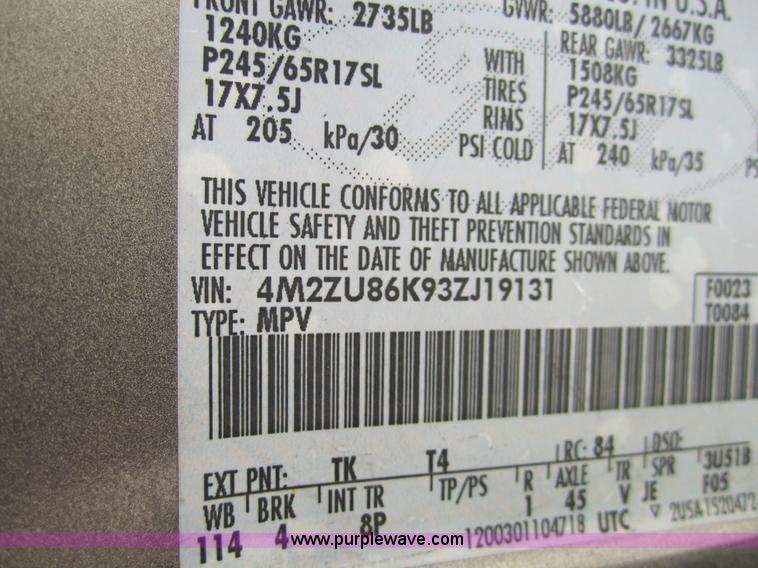 FRONT GAWR: 2735LB GVWR: 5880LB/ 2667KG
1240KG WITH REAR GAWR: 3325LB
P245/65R17SL TIRES 1508KG
17X7.5J RIMS P245/65R17SL
AT 205 kPa/30 PSI COLD 17X7.5J
AT 240 kPa/35 PS
THIS VEHICLE CONFORMS TO ALL APPLICABLE FEDERAL MOTOR
VEHICLE SAFETY AND THEFT PREVENTION STANDARDS IN
EFFECT ON THE DATE OF MANUFACTURE SHOWN ABOVE.
VIN: 4M2ZU86K93ZJ19131 F0023
TYPE: MPV T0084
EXT PNT: TK T4 RC: 84 DSO:
WB BRK INT TR TP/PS R AXLE TR SPR 3U51B
114 4 8P 1 45 V JE F05
1200301104718 UTC ▽ 2USA1520472
www.purplewave.com